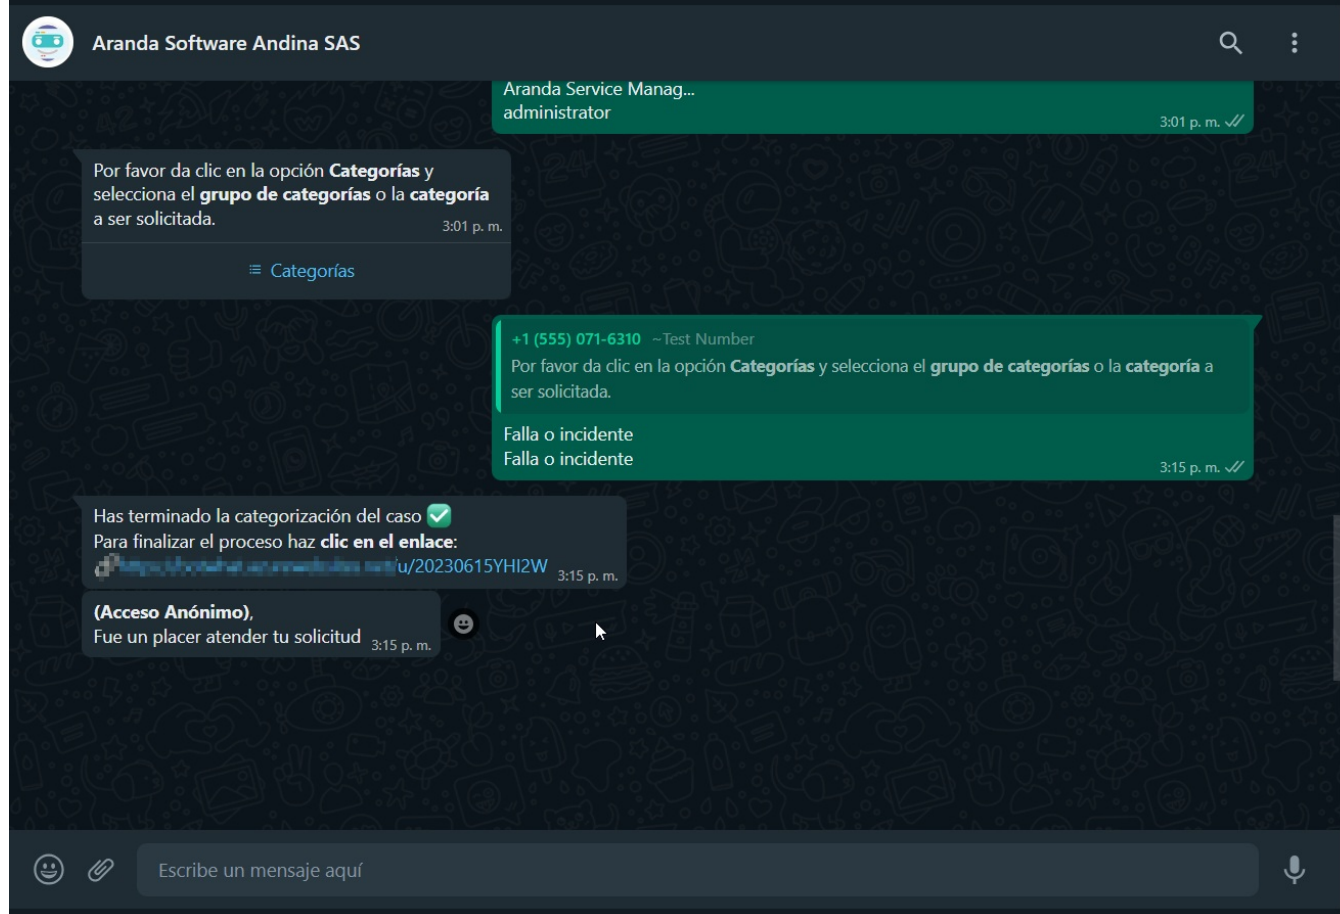 Aranda Software Andina SAS
Aranda Service Manag...
administrator
3:01 p. m.
Por favor da clic en la opción Categorías y
selecciona el grupo de categorías o la categoría
a ser solicitada.
3:01 p. m.
Categorías
+1 (555) 071-6310 ~Test Number
Por favor da clic en la opción Categorías y selecciona el grupo de categorías o la categoría a
ser solicitada.
Falla o incidente
Falla o incidente
3:15 p. m.
Has terminado la categorización del caso ✅
Para finalizar el proceso haz clic en el enlace:
/u/20230615YHI2W 3:15 p. m.
(Acceso Anónimo),
Fue un placer atender tu solicitud 3:15 p. m.
Escribe un mensaje aquí